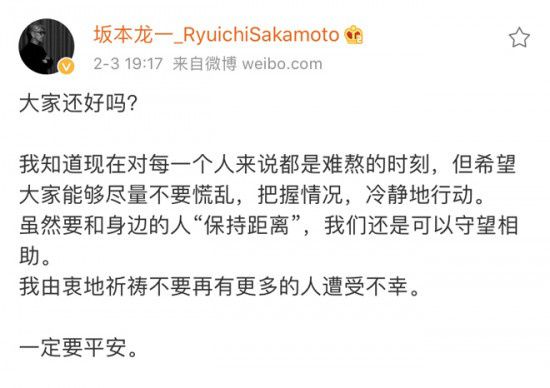 坂本龙一_RyuichiSakamoto
2-3 19:17 来自微博 weibo.com
大家还好吗？
我知道现在对每一个人来说都是难熬的时刻，但希望
大家能够尽量不要慌乱，把握情况，冷静地行动。
虽然要和身边的人“保持距离”，我们还是可以守望相
助。
我由衷地祈祷不要再有更多的人遭受不幸。
一定要平安。